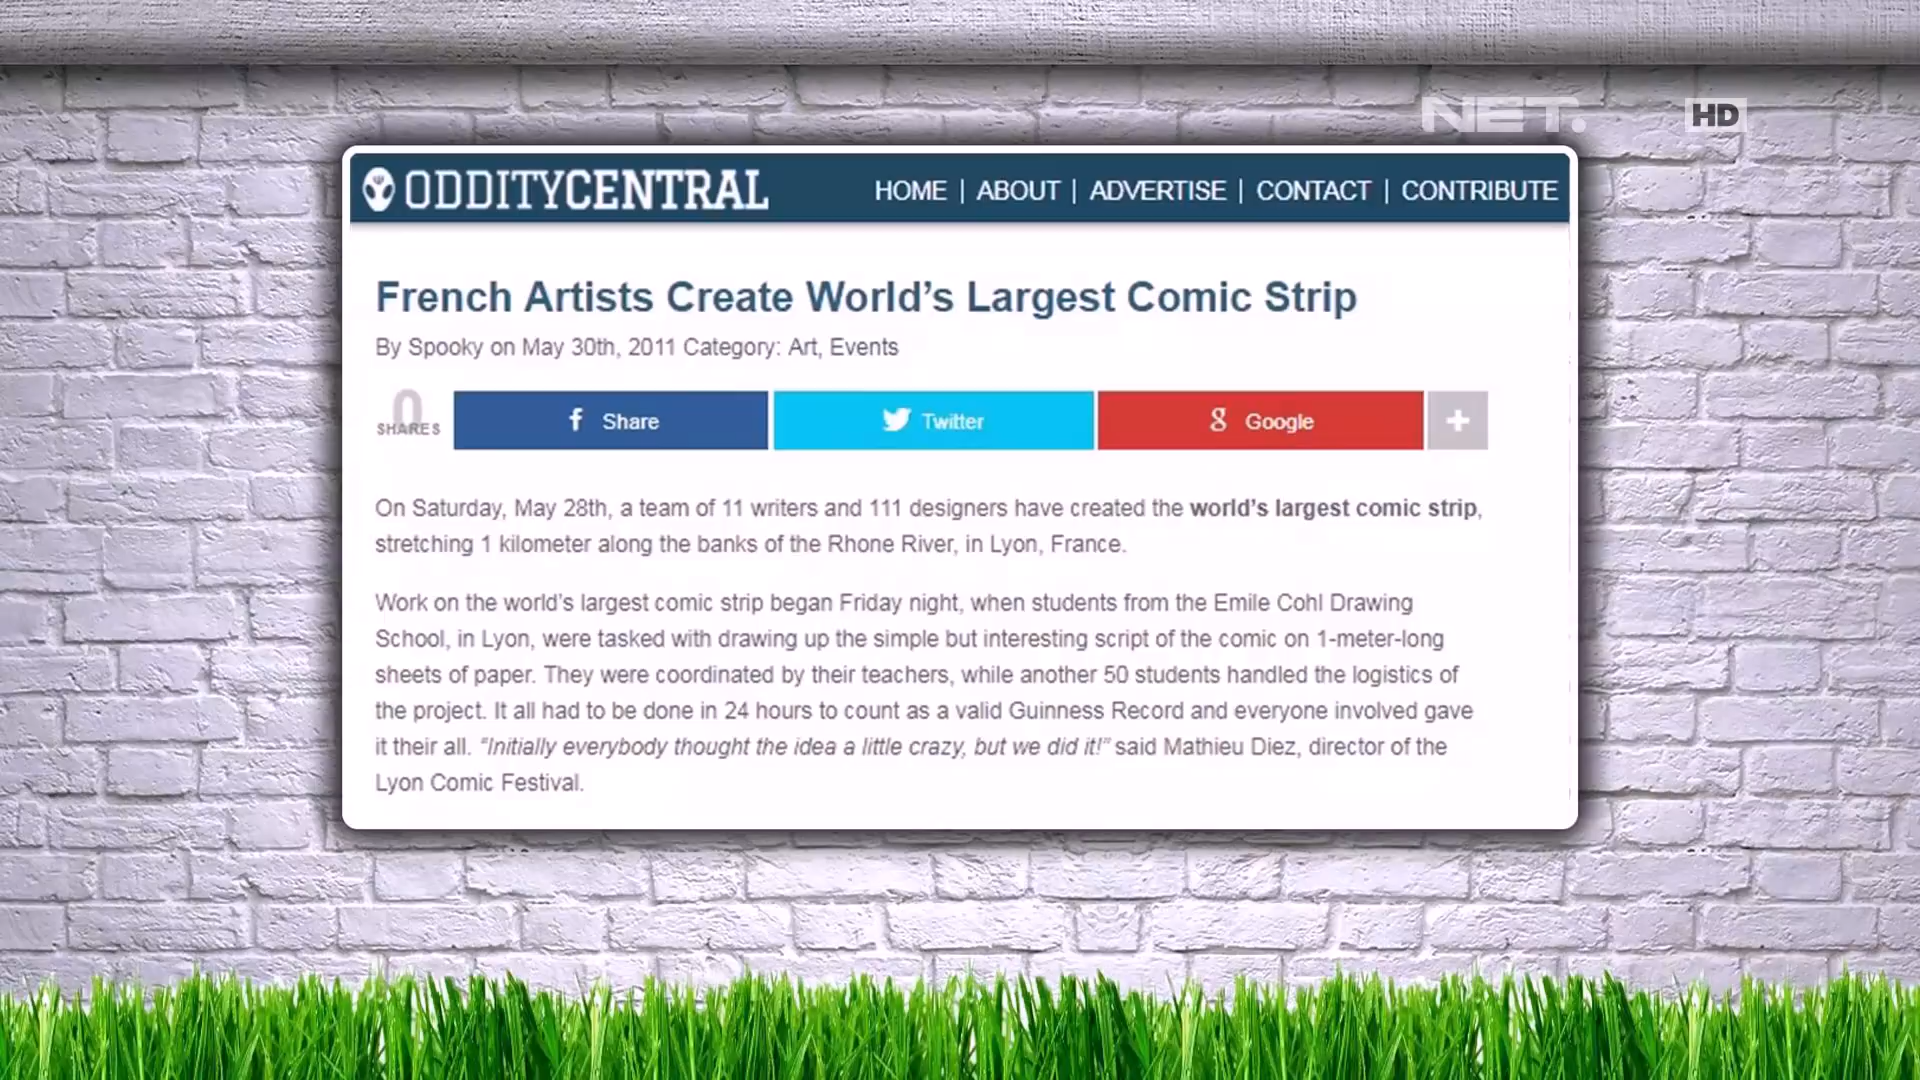 NET.
HD
ODDITYCENTRAL
HOME | ABOUT | ADVERTISE | CONTACT | CONTRIBUTE
French Artists Create World’s Largest Comic Strip
By Spooky on May 30th, 2011 Category: Art, Events
0
SHARES
f Share
Twitter
g Google
+
On Saturday, May 28th, a team of 11 writers and 111 designers have created the world’s largest comic strip,
stretching 1 kilometer along the banks of the Rhone River, in Lyon, France.
Work on the world’s largest comic strip began Friday night, when students from the Emile Cohl Drawing
School, in Lyon, were tasked with drawing up the simple but interesting script of the comic on 1-meter-long
sheets of paper. They were coordinated by their teachers, while another 50 students handled the logistics of
the project. It all had to be done in 24 hours to count as a valid Guinness Record and everyone involved gave
it their all. “Initially everybody thought the idea a little crazy, but we did it!” said Mathieu Diez, director of the
Lyon Comic Festival.